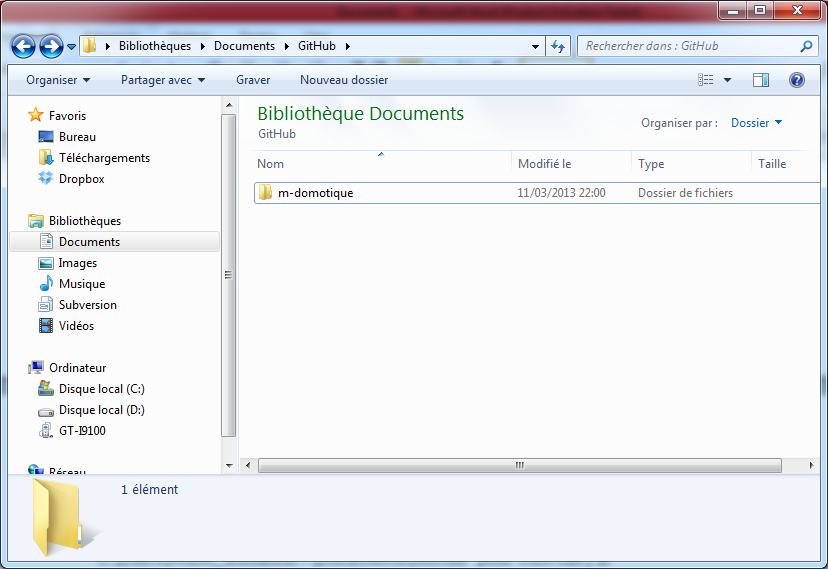 Bibliothèques Documents GitHub
Rechercher dans : GitHub
Organiser Partager avec Graver Nouveau dossier
Favoris
Bureau
Téléchargements
Dropbox
Bibliothèques
Documents
Images
Musique
Subversion
Vidéos
Ordinateur
Disque local (C:)
Disque local (D:)
GT-I9100
Réseau
Bibliothèque Documents
GitHub
Organiser par : Dossier
Nom Modifié le Type Taille
m-domotique 11/03/2013 22:00 Dossier de fichiers
1 élément